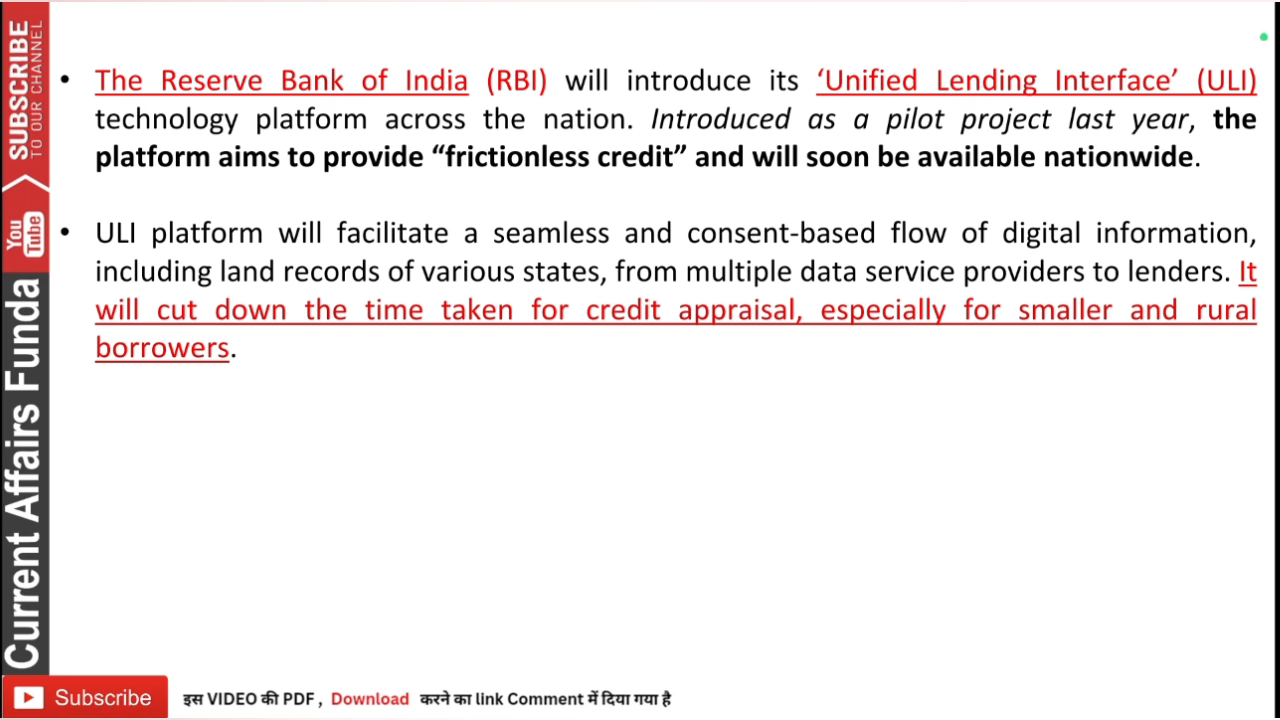 The Reserve Bank of India (RBI) will introduce its ‘Unified Lending Interface’ (ULI)
technology platform across the nation. Introduced as a pilot project last year, the
platform aims to provide “frictionless credit” and will soon be available nationwide.
ULI platform will facilitate a seamless and consent-based flow of digital information,
including land records of various states, from multiple data service providers to lenders. It
will cut down the time taken for credit appraisal, especially for smaller and rural
borrowers.
SUBSCRIBE
TO OUR CHANNEL
You
Tube
Current Affairs Funda
Subscribe
इस VIDEO की PDF , Download करने का link Comment में दिया गया है